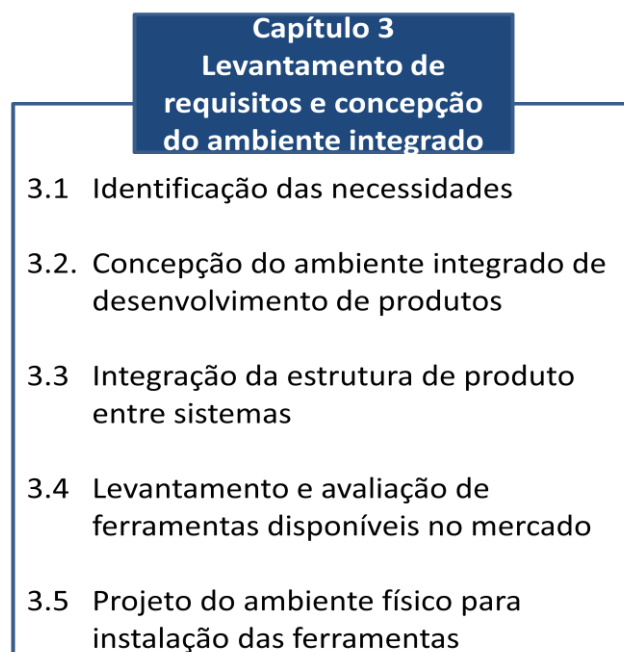 Capítulo 3
Levantamento de
requisitos e concepção
do ambiente integrado
3.1 Identificação das necessidades
3.2. Concepção do ambiente integrado de
desenvolvimento de produtos
3.3 Integração da estrutura de produto
entre sistemas
3.4 Levantamento e avaliação de
ferramentas disponíveis no mercado
3.5 Projeto do ambiente físico para
instalação das ferramentas